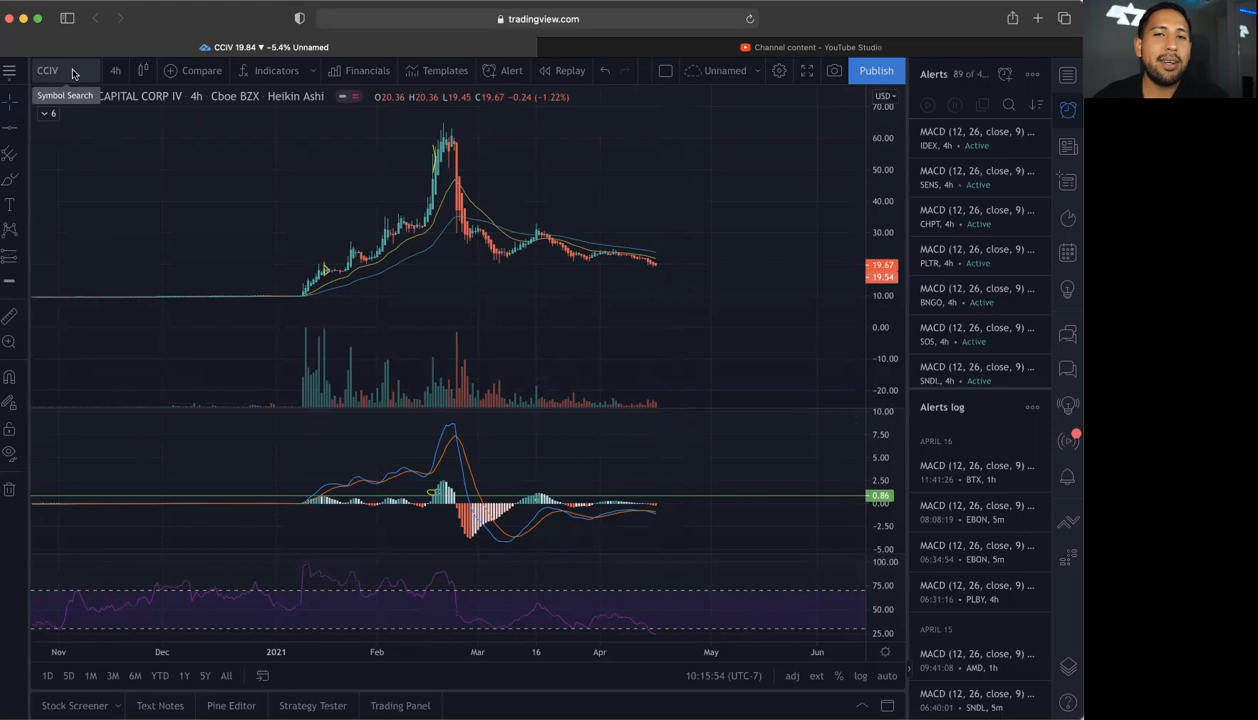 tradingview.com
CCIV 19.84 ▼ −5.4% Unnamed
Channel content - YouTube Studio
CCIV
4h
Compare
Indicators
Financials
Templates
Alert
Replay
Unnamed
Publish
Symbol Search
CAPITAL CORP IV · 4h · Cboe BZX · Heikin Ashi
O20.36 H20.36 L19.45 C19.67 −0.24 (−1.22%)
6
USD
70.00
60.00
50.00
40.00
30.00
19.67
19.54
10.00
0.00
−10.00
−20.00
10.00
7.50
5.00
2.50
0.86
0.00
−2.50
−5.00
100.00
75.00
50.00
25.00
Nov
Dec
2021
Feb
Mar
16
Apr
May
Jun
1D
5D
1M
3M
6M
YTD
1Y
5Y
All
10:15:54 (UTC-7)
adj
ext
%
log
auto
Stock Screener
Text Notes
Pine Editor
Strategy Tester
Trading Panel
Alerts
89 of 4...
MACD (12, 26, close, 9) ...
IDEX, 4h • Active
MACD (12, 26, close, 9) ...
SENS, 4h • Active
MACD (12, 26, close, 9) ...
CHPT, 4h • Active
MACD (12, 26, close, 9) ...
PLTR, 4h • Active
MACD (12, 26, close, 9) ...
BNGO, 4h • Active
MACD (12, 26, close, 9) ...
SOS, 4h • Active
MACD (12, 26, close, 9) ...
SNDL, 4h • Active
Alerts log
APRIL 16
MACD (12, 26, close, 9) ...
11:41:26 • BTX, 1h
MACD (12, 26, close, 9) ...
08:08:19 • EBON, 5m
MACD (12, 26, close, 9) ...
06:34:54 • EBON, 5m
MACD (12, 26, close, 9) ...
06:31:16 • PLBY, 4h
APRIL 15
MACD (12, 26, close, 9) ...
09:41:08 • AMD, 1h
MACD (12, 26, close, 9) ...
06:40:01 • SNDL, 5m